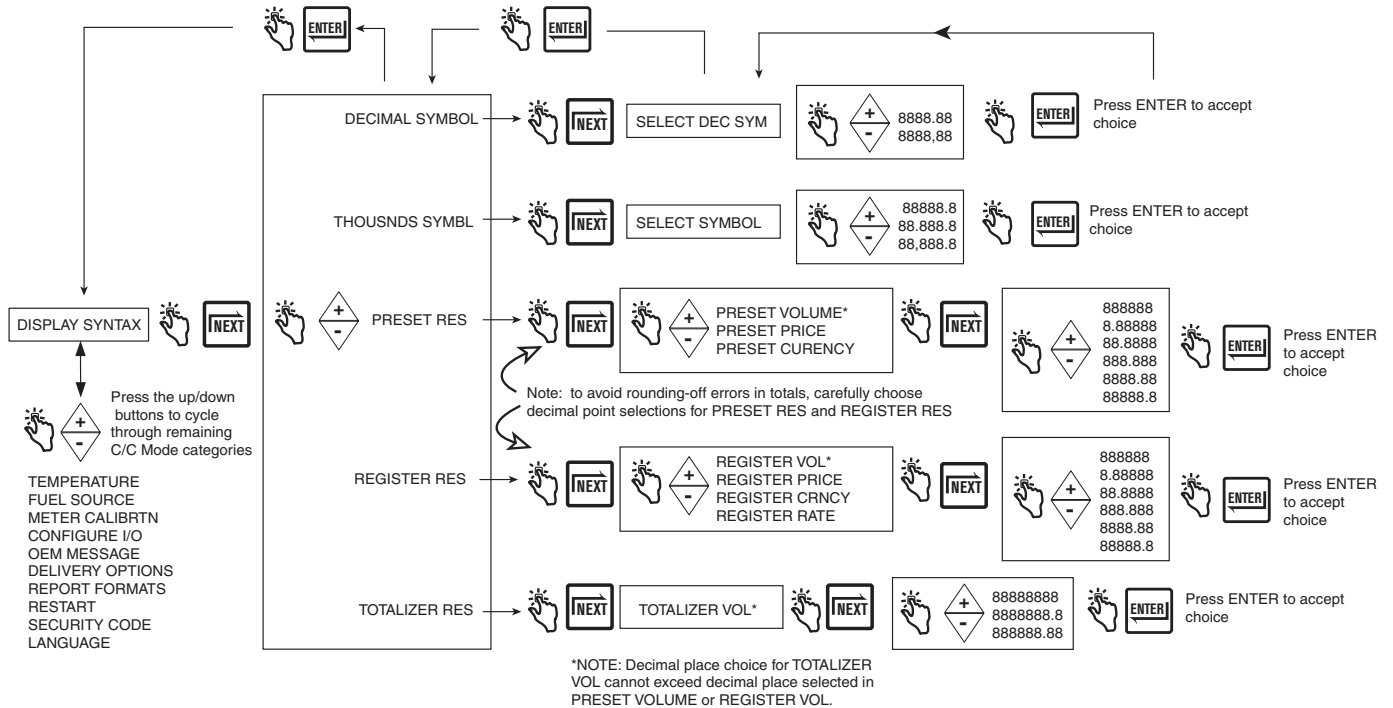 ENTER
ENTER
DECIMAL SYMBOL
NEXT
SELECT DEC SYM
+
-
8888.88
8888,88
ENTER
Press ENTER to accept
choice
THOUSNDS SYMBL
NEXT
SELECT SYMBOL
+
-
88888.8
88.888.8
88,888.8
ENTER
Press ENTER to accept
choice
DISPLAY SYNTAX
NEXT
+
-
PRESET RES
NEXT
+
-
PRESET VOLUME*
PRESET PRICE
PRESET CURENCY
NEXT
+
-
888888
8.88888
88.8888
888.888
8888.88
88888.8
ENTER
Press ENTER
to accept
choice
Note: to avoid rounding-off errors in totals, carefully choose
decimal point selections for PRESET RES and REGISTER RES
+
-
Press the up/down
buttons to cycle
through remaining
C/C Mode categories
TEMPERATURE
FUEL SOURCE
METER CALIBRTN
CONFIGURE I/O
OEM MESSAGE
DELIVERY OPTIONS
REPORT FORMATS
RESTART
SECURITY CODE
LANGUAGE
REGISTER RES
NEXT
+
-
REGISTER VOL*
REGISTER PRICE
REGISTER CRNCY
REGISTER RATE
NEXT
+
-
888888
8.88888
88.8888
888.888
8888.88
88888.8
ENTER
Press ENTER
to accept
choice
TOTALIZER RES
NEXT
TOTALIZER VOL*
NEXT
+
-
88888888
8888888.8
888888.88
ENTER
Press ENTER to accept
choice
*NOTE: Decimal place choice for TOTALIZER
VOL cannot exceed decimal place selected in
PRESET VOLUME or REGISTER VOL.